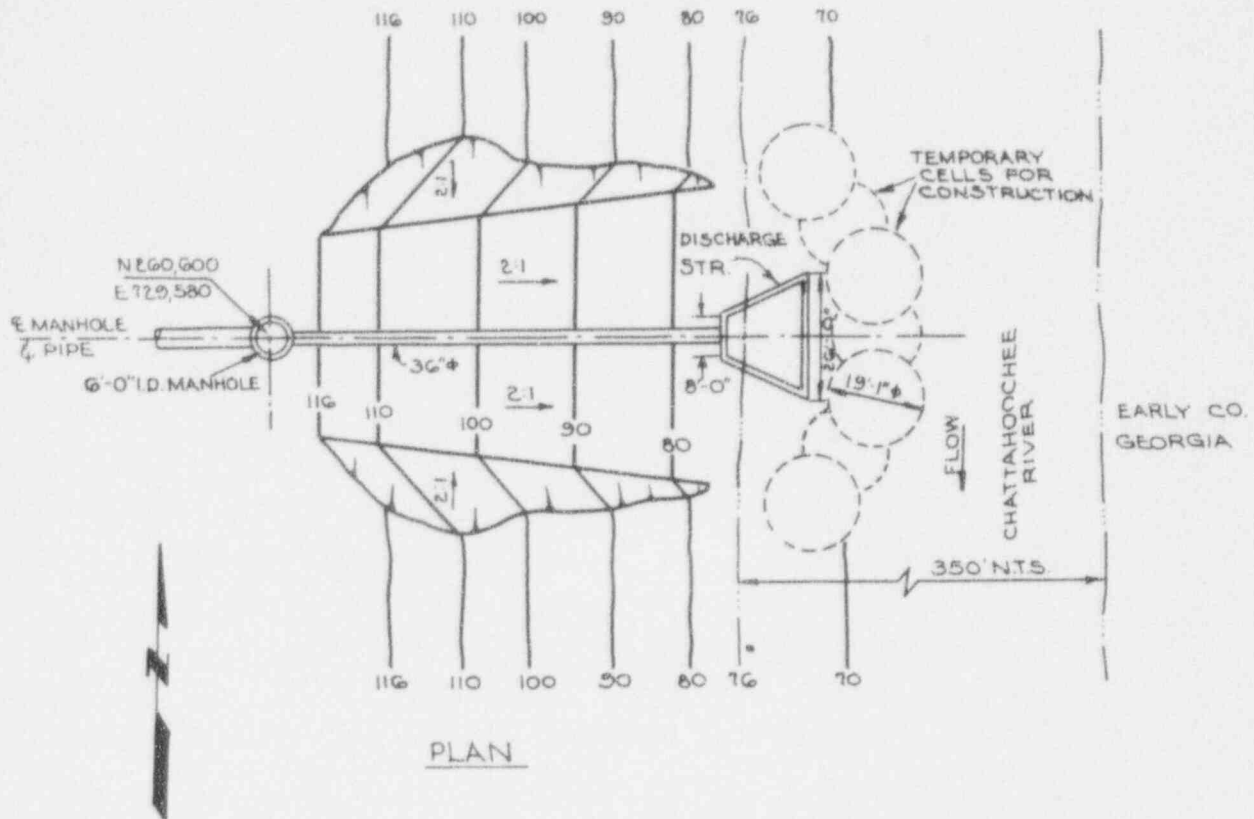 116 110 100 90 80 76 70
TEMPORARY
CELLS FOR
CONSTRUCTION
2:1
DISCHARGE
STR.
N 260,600
E 729,580
2:1
℄ MANHOLE
℄ PIPE
36"φ
6'-0" I.D. MANHOLE
8'-0"
26'-0"
19'-1"φ
2:1
116
110
100
90
80
EARLY CO.
GEORGIA
FLOW
CHATTAHOOCHEE
RIVER
2:1
350' N.T.S.
116 110 100 90 80 76 70
N
PLAN